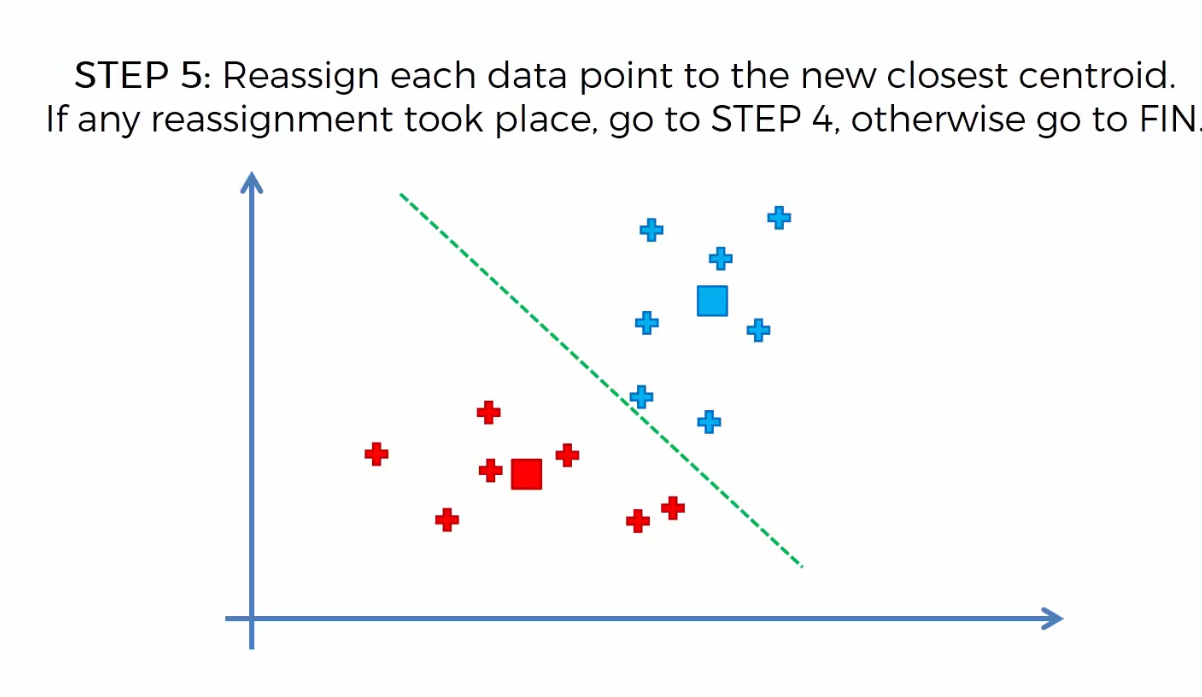 STEP 5: Reassign each data point to the new closest centroid.
If any reassignment took place, go to STEP 4, otherwise go to FIN.